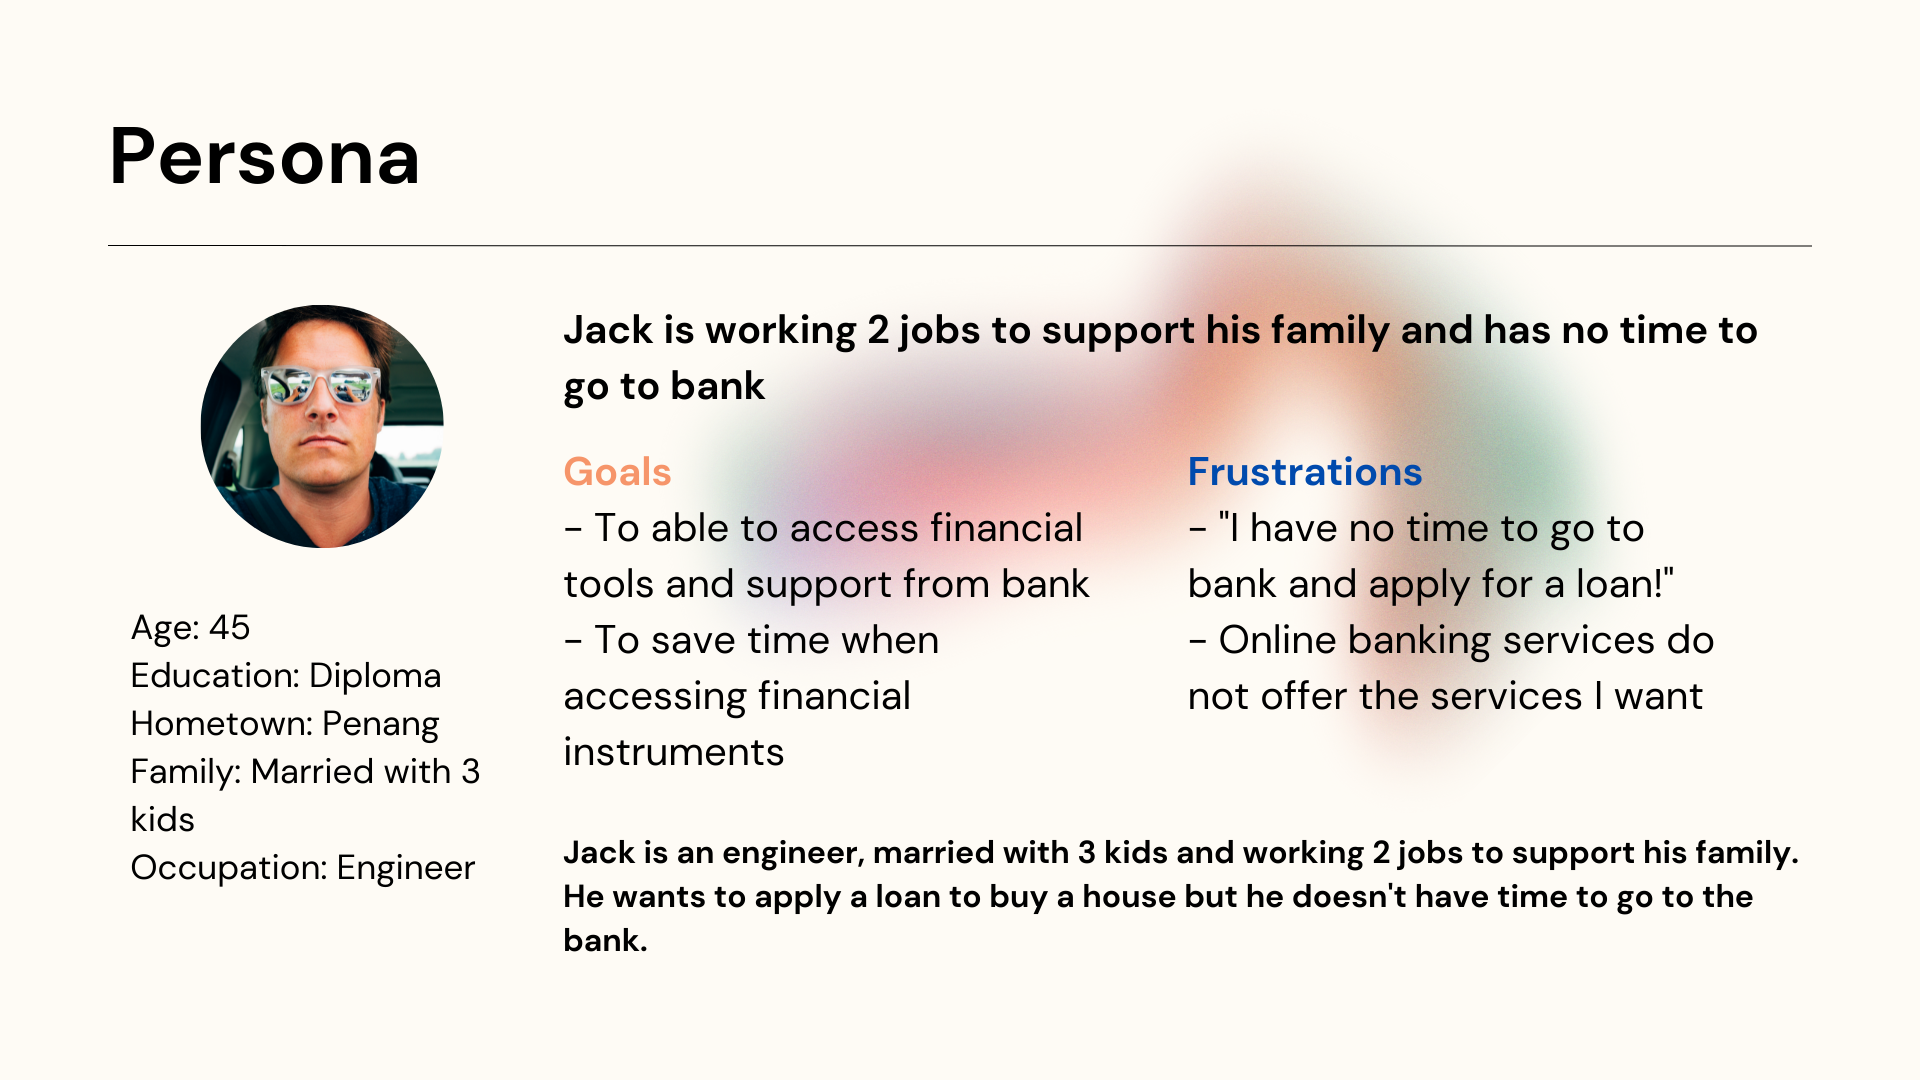 Persona
Jack is working 2 jobs to support his family and has no time to
go to bank
Age: 45
Education: Diploma
Hometown: Penang
Family: Married with 3
kids
Occupation: Engineer
Goals
- To able to access financial
tools and support from bank
- To save time when
accessing financial
instruments
Frustrations
- "I have no time to go to
bank and apply for a loan!"
- Online banking services do
not offer the services I want
Jack is an engineer, married with 3 kids and working 2 jobs to support his family.
He wants to apply a loan to buy a house but he doesn't have time to go to the
bank.